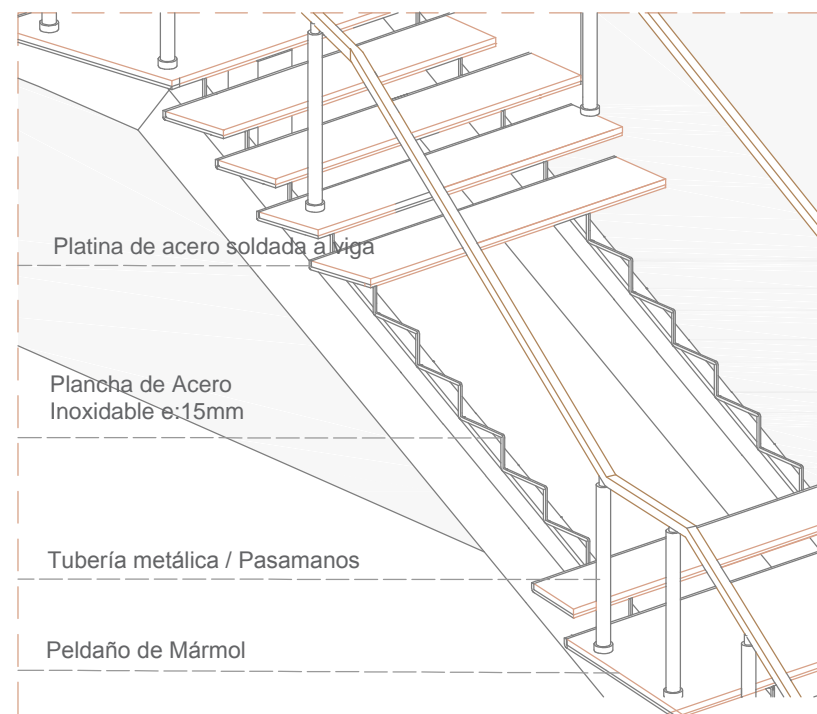 Platina de acero soldada a viga
Plancha de Acero
Inoxidable e:15mm
Tubería metálica / Pasamanos
Peldaño de Mármol